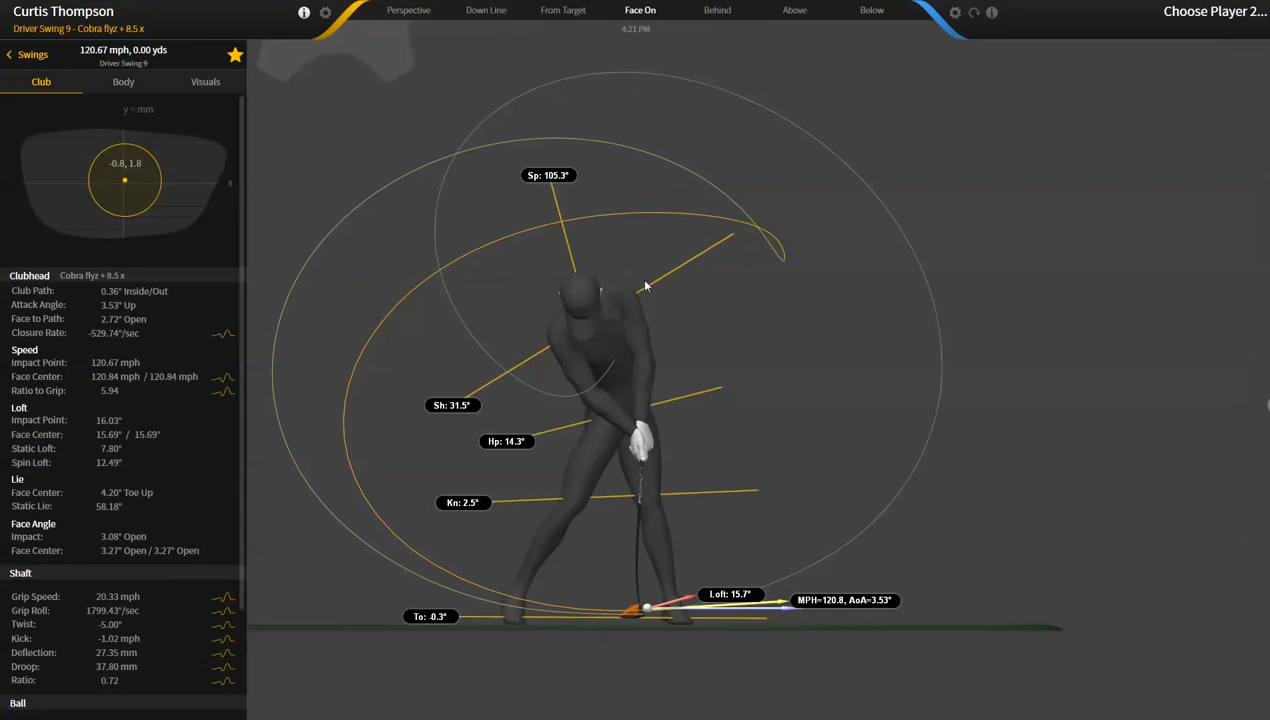 Curtis Thompson
Driver Swing 9 - Cobra flyz + 8.5 x
Perspective
Down Line
From Target
Face On
Behind
Above
Below
4:21 PM
Choose Player 2...
Swings
120.67 mph, 0.00 yds
Driver Swing 9
Club
Body
Visuals
y = mm
-0.8, 1.8
x
Clubhead Cobra flyz + 8.5 x
Club Path: 0.36° Inside/Out
Attack Angle: 3.53° Up
Face to Path: 2.72° Open
Closure Rate: -529.74°/sec
Speed
Impact Point: 120.67 mph
Face Center: 120.84 mph / 120.84 mph
Ratio to Grip: 5.94
Loft
Impact Point: 16.03°
Face Center: 15.69° / 15.69°
Static Loft: 7.80°
Spin Loft: 12.49°
Lie
Face Center: 4.20° Toe Up
Static Lie: 58.18°
Face Angle
Impact: 3.08° Open
Face Center: 3.27° Open / 3.27° Open
Shaft
Grip Speed: 20.33 mph
Grip Roll: 1799.43°/sec
Twist: -5.00°
Kick: -1.02 mph
Deflection: 27.35 mm
Droop: 37.80 mm
Ratio: 0.72
Ball
Sp: 105.3°
Sh: 31.5°
Hp: 14.3°
Kn: 2.5°
Loft: 15.7°
MPH=120.8, AoA=3.53°
To: -0.3°